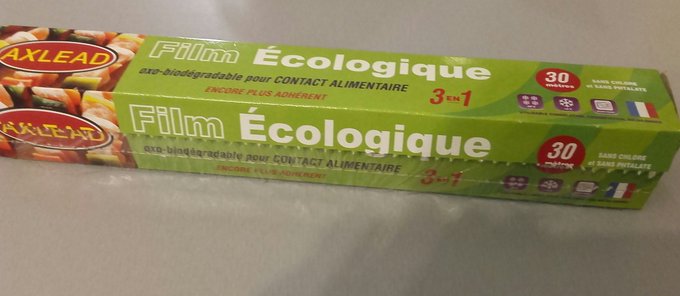 AXLEAD
Film Écologique
oxo-biodégradable pour CONTACT ALIMENTAIRE
ENCORE PLUS ADHÉRENT
3 EN 1
30
mètres
SANS CHLORE
et SANS PHTALATE
Film Écologique
oxo-biodégradable pour CONTACT ALIMENTAIRE
ENCORE PLUS ADHÉRENT
3 EN 1
30
mètres
SANS CHLORE
et SANS PHTALATE